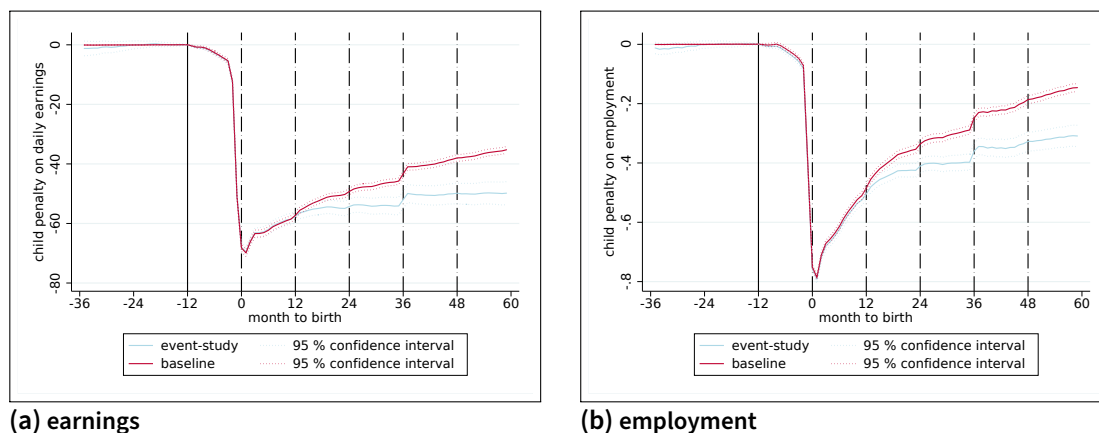 child penalty on daily earnings
0
-20
-40
-60
-80
-36 -24 -12 0 12 24 36 48 60
month to birth
event-study 95 % confidence interval
baseline 95 % confidence interval
(a) earnings
child penalty on employment
0
-.2
-.4
-.6
-.8
-36 -24 -12 0 12 24 36 48 60
month to birth
event-study 95 % confidence interval
baseline 95 % confidence interval
(b) employment